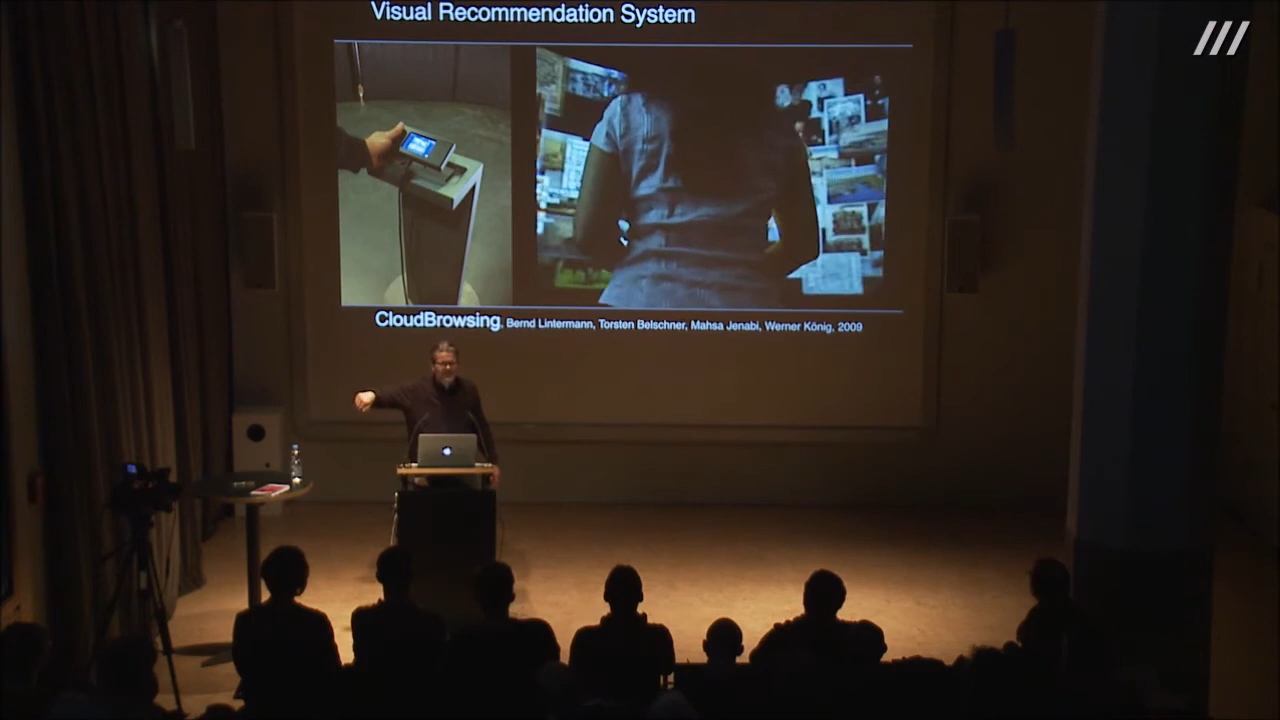 Visual Recommendation System
CloudBrowsing, Bernd Lintermann, Torsten Belschner, Mahsa Jenabi, Werner König, 2009